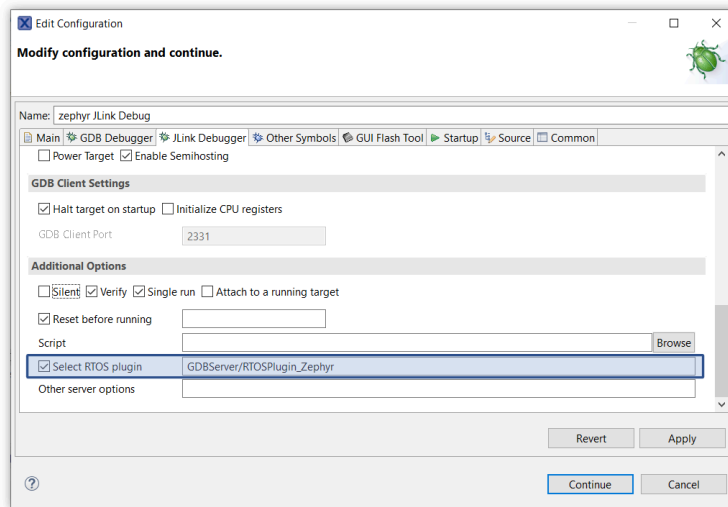 Edit Configuration
Modify configuration and continue.
Name: zephyr JLink Debug
Main GDB Debugger JLink Debugger Other Symbols GUI Flash Tool Startup Source Common
Power Target Enable Semihosting
GDB Client Settings
Halt target on startup Initialize CPU registers
GDB Client Port 2331
Additional Options
Silent Verify Single run Attach to a running target
Reset before running
Script Browse
Select RTOS plugin GDBServer/RTOSPlugin_Zephyr
Other server options
Revert Apply
? Continue Cancel